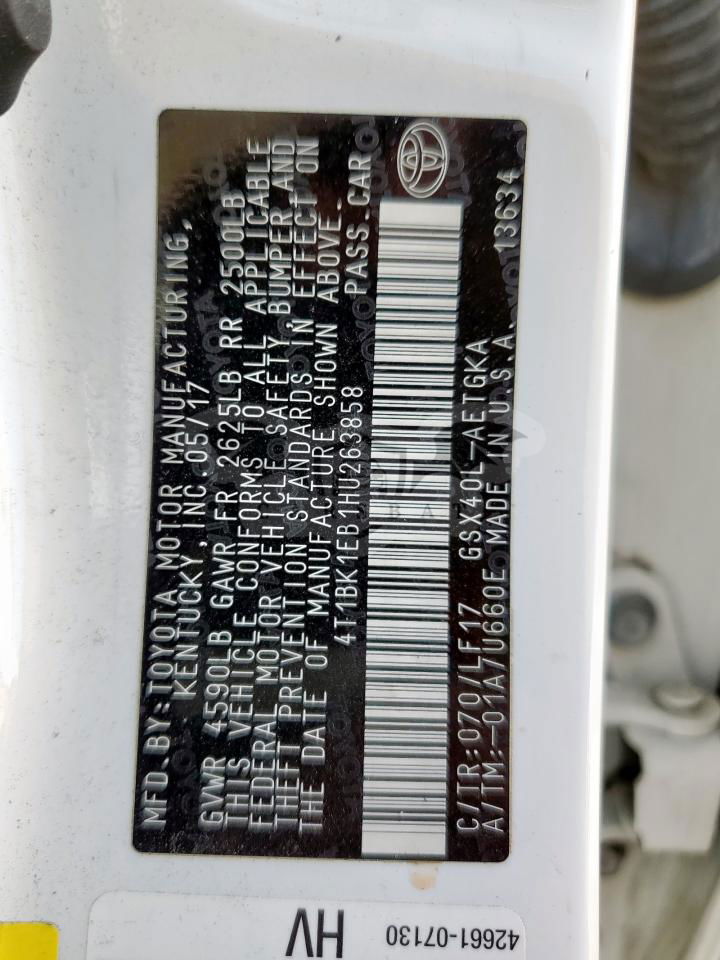 MFD.BY:TOYOTA MOTOR MANUFACTURING,
KENTUCKY,INC.05/17
GVWR 4590LB GAWR FR 2625LB RR 2500LB
THIS VEHICLE CONFORMS TO ALL APPLICABLE
FEDERAL MOTOR VEHICLE SAFETY, BUMPER AND
THEFT PREVENTION STANDARDS IN EFFECT ON
THE DATE OF MANUFACTURE SHOWN ABOVE.
4T1BK1EB1HU263858 PASS.CAR
C/TR:070/LF17 GSX40L-AETGKA
A/TM:-01A/U660E MADE IN U.S.A. 13634
HV
42661-07130